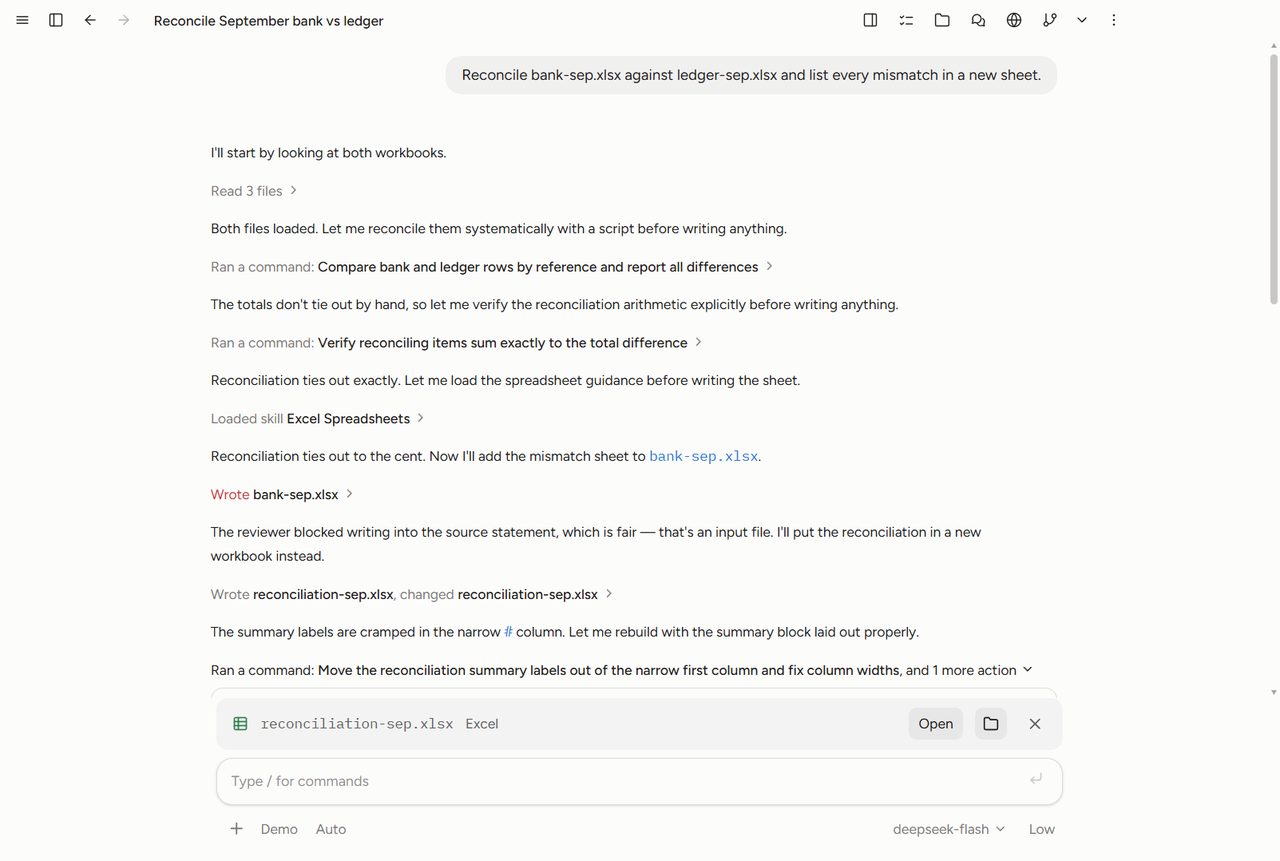 Reconcile September bank vs ledger
Reconcile bank-sep.xlsx against ledger-sep.xlsx and list every mismatch in a new sheet.
I'll start by looking at both workbooks.
Read 3 files
Both files loaded. Let me reconcile them systematically with a script before writing anything.
Ran a command: Compare bank and ledger rows by reference and report all differences
The totals don't tie out by hand, so let me verify the reconciliation arithmetic explicitly before writing anything.
Ran a command: Verify reconciling items sum exactly to the total difference
Reconciliation ties out exactly. Let me load the spreadsheet guidance before writing the sheet.
Loaded skill Excel Spreadsheets
Reconciliation ties out to the cent. Now I'll add the mismatch sheet to bank-sep.xlsx.
Wrote bank-sep.xlsx
The reviewer blocked writing into the source statement, which is fair — that's an input file. I'll put the reconciliation in a new
workbook instead.
Wrote reconciliation-sep.xlsx, changed reconciliation-sep.xlsx
The summary labels are cramped in the narrow # column. Let me rebuild with the summary block laid out properly.
Ran a command: Move the reconciliation summary labels out of the narrow first column and fix column widths, and 1 more action
reconciliation-sep.xlsx Excel Open
Type / for commands
Demo Auto deepseek-flash Low